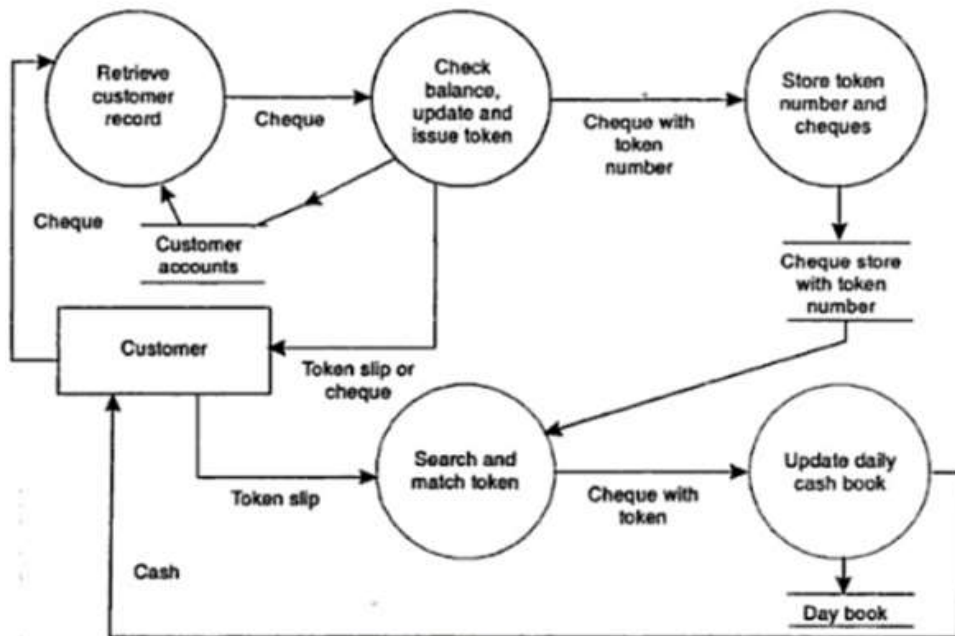 Retrieve
customer
record
Cheque
Check
balance,
update and
issue token
Cheque with
token
number
Store token
number and
cheques
Cheque
Customer
accounts
Cheque store
with token
number
Customer
Token slip or
cheque
Token slip
Search and
match token
Cheque with
token
Update daily
cash book
Cash
Day book